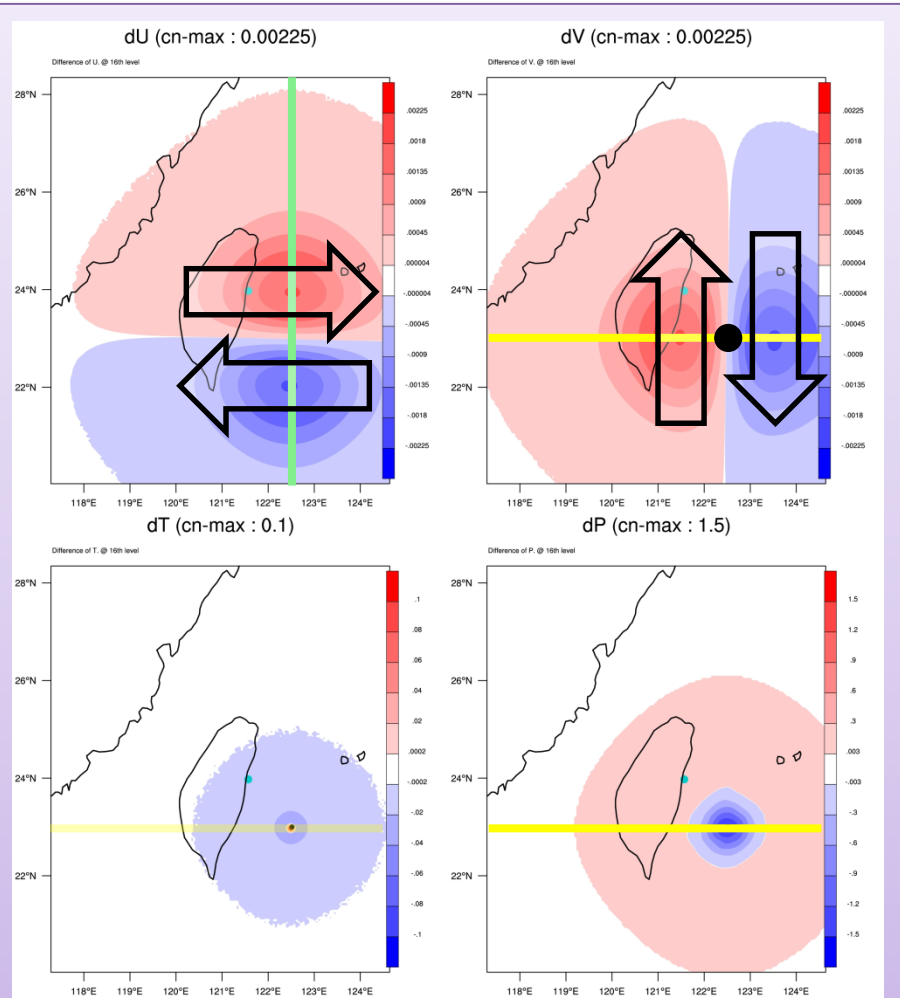 dU (cn-max : 0.00225)
Difference of U. @ 16th level
28°N
26°N
24°N
22°N
118°E 119°E 120°E 121°E 122°E 123°E 124°E
.00225
.0018
.00135
.0009
.00045
.000004
-.000004
-.00045
-.0009
-.00135
-.0018
-.00225
dV (cn-max : 0.00225)
Difference of V. @ 16th level
28°N
26°N
24°N
22°N
118°E 119°E 120°E 121°E 122°E 123°E 124°E
.00225
.0018
.00135
.0009
.00045
.000004
-.000004
-.00045
-.0009
-.00135
-.0018
-.00225
dT (cn-max : 0.1)
Difference of T. @ 16th level
28°N
26°N
24°N
22°N
118°E 119°E 120°E 121°E 122°E 123°E 124°E
.1
.08
.06
.04
.02
.0002
-.0002
-.02
-.04
-.06
-.08
-.1
dP (cn-max : 1.5)
Difference of P. @ 16th level
28°N
26°N
24°N
22°N
118°E 119°E 120°E 121°E 122°E 123°E 124°E
1.5
1.2
.9
.6
.3
.003
-.003
-.3
-.6
-.9
-1.2
-1.5